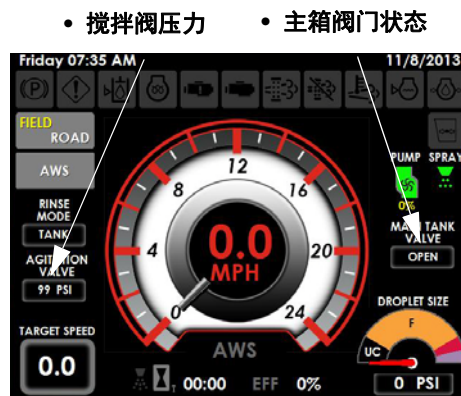 • 搅拌阀压力 • 主箱阀门状态
Friday 07:35 AM 11/8/2013
FIELD
ROAD
AWS
RINSE
MODE
TANK
AGITATION
VALVE
99 PSI
TARGET SPEED
0.0
0
4
8
12
16
20
24
0.0
MPH
AWS
00:00 EFF 0%
PUMP SPRAY
0%
MAIN TANK
VALVE
OPEN
DROPLET SIZE
F
UC
0 PSI